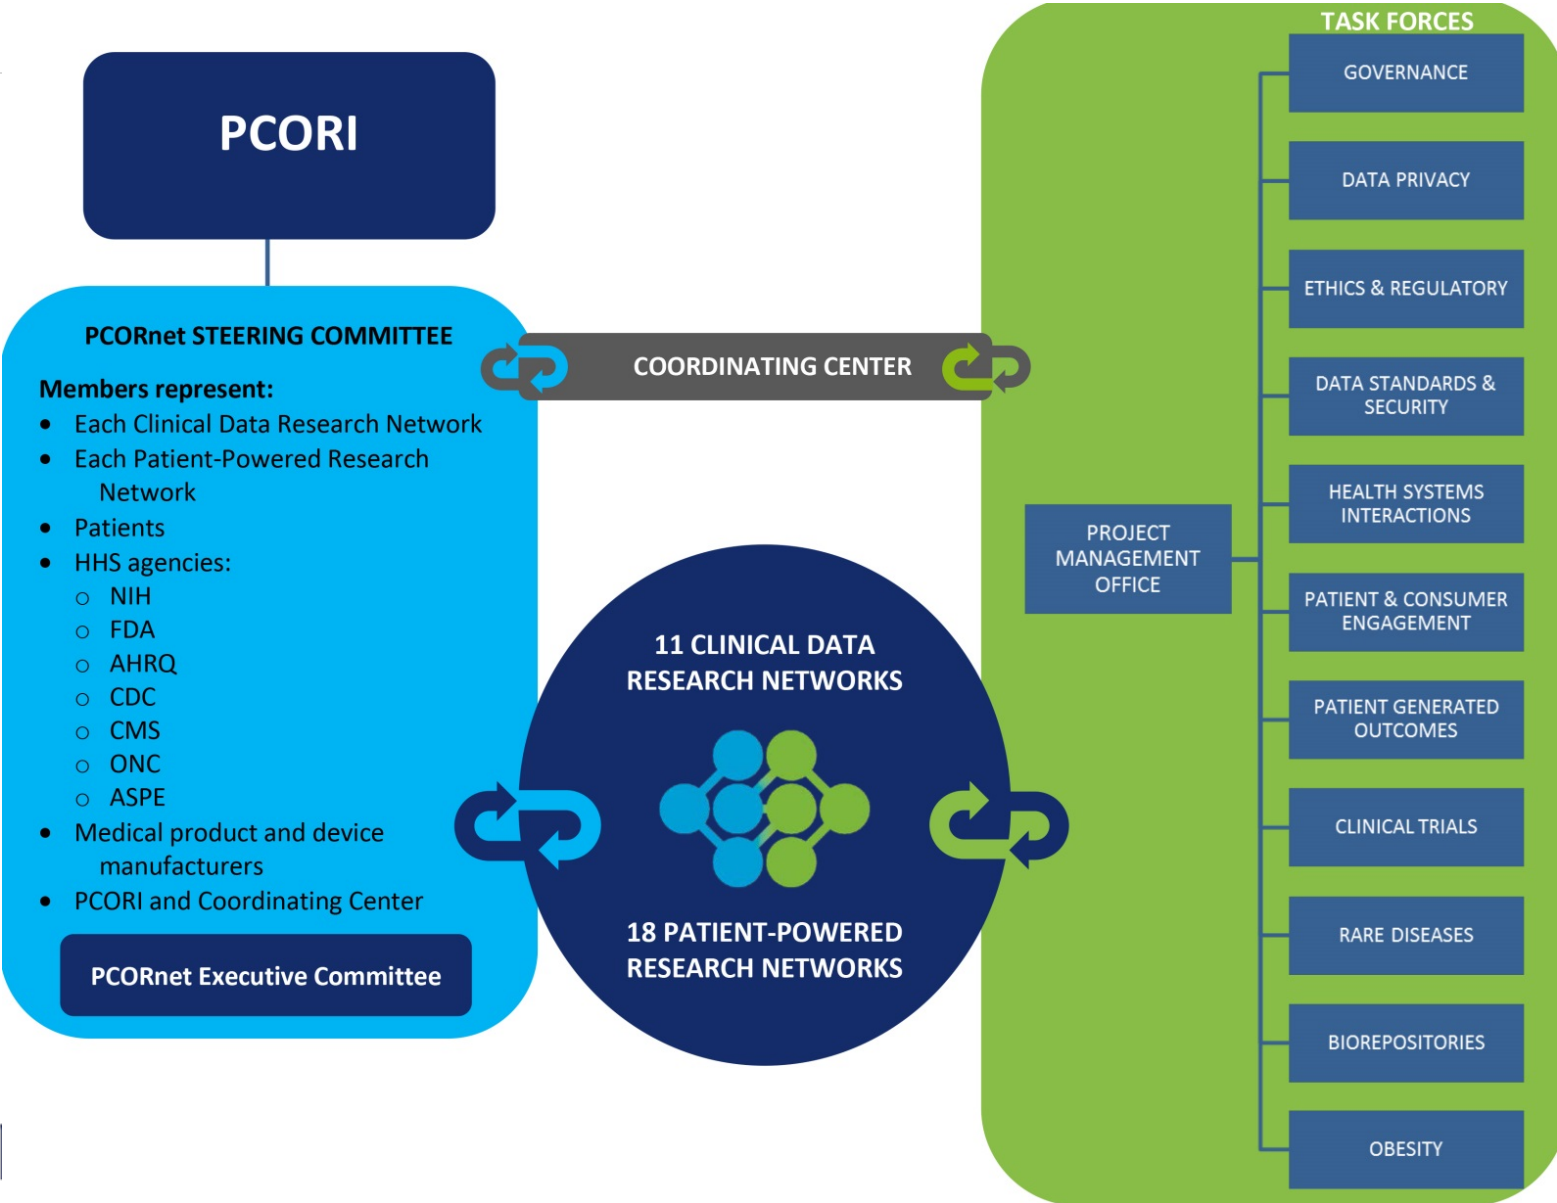 PCORI
PCORnet STEERING COMMITTEE
Members represent:
• Each Clinical Data Research Network
• Each Patient-Powered Research
Network
• Patients
• HHS agencies:
o NIH
o FDA
o AHRQ
o CDC
o CMS
o ONC
o ASPE
• Medical product and device
manufacturers
• PCORI and Coordinating Center
PCORnet Executive Committee
COORDINATING CENTER
11 CLINICAL DATA
RESEARCH NETWORKS
18 PATIENT-POWERED
RESEARCH NETWORKS
TASK FORCES
PROJECT
MANAGEMENT
OFFICE
GOVERNANCE
DATA PRIVACY
ETHICS & REGULATORY
DATA STANDARDS &
SECURITY
HEALTH SYSTEMS
INTERACTIONS
PATIENT & CONSUMER
ENGAGEMENT
PATIENT GENERATED
OUTCOMES
CLINICAL TRIALS
RARE DISEASES
BIOREPOSITORIES
OBESITY